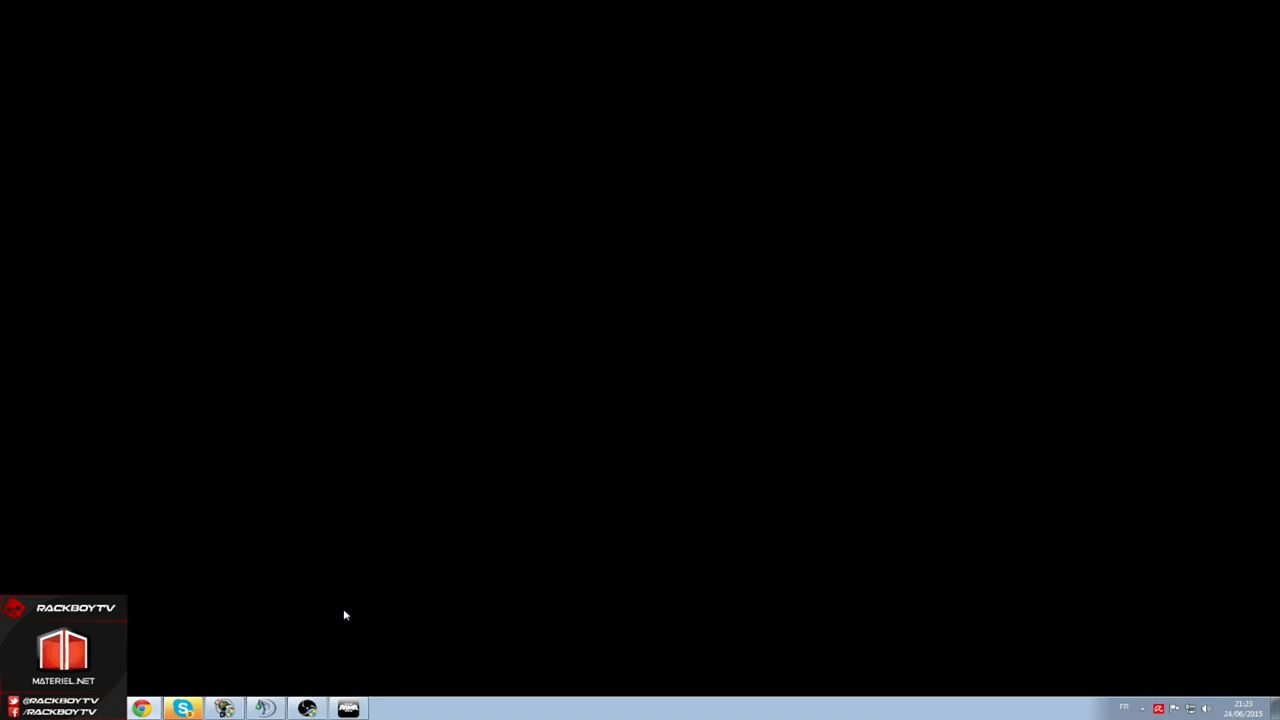 RACKBOYTV
MATERIEL.NET
@RACKBOYTV
/RACKBOYTV
FR
21:23
24/06/2015